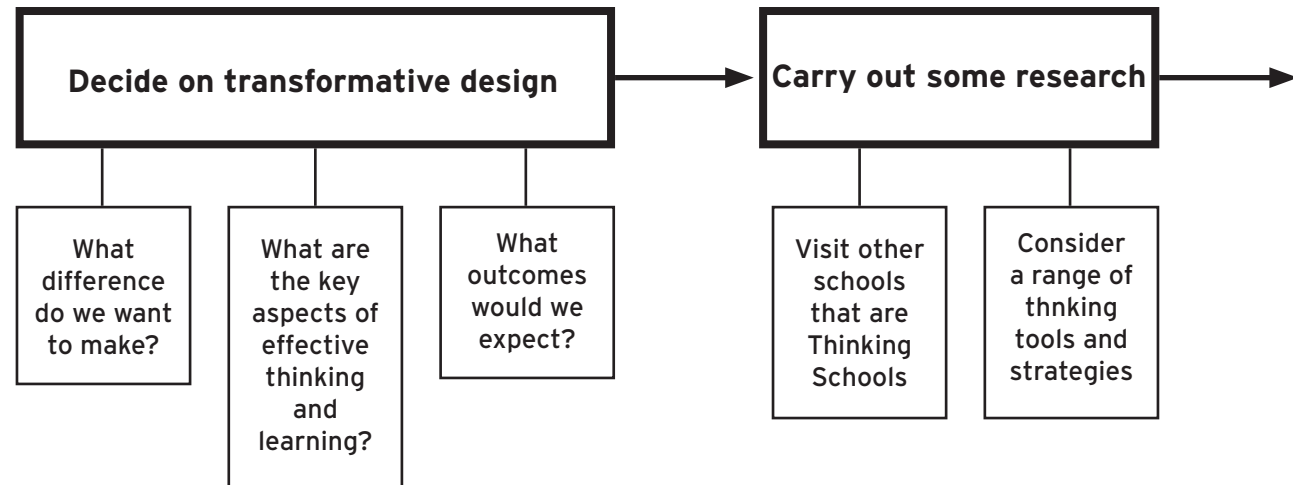 Decide on transformative design
Carry out some research
What
difference
do we want
to make?
What are
the key
aspects of
effective
thinking
and
learning?
What
outcomes
would we
expect?
Visit other
schools
that are
Thinking
Schools
Consider
a range of
thnking
tools and
strategies